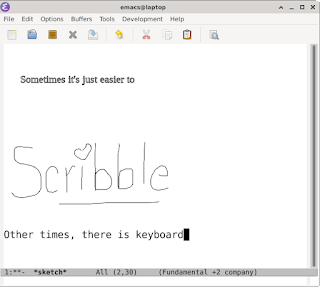 emacs@laptop
File Edit Options Buffers Tools Development Help
Sometimes it's just easier to
Scribble
Other times, there is keyboard
1:**- *sketch* All (2,30) (Fundamental +2 company)